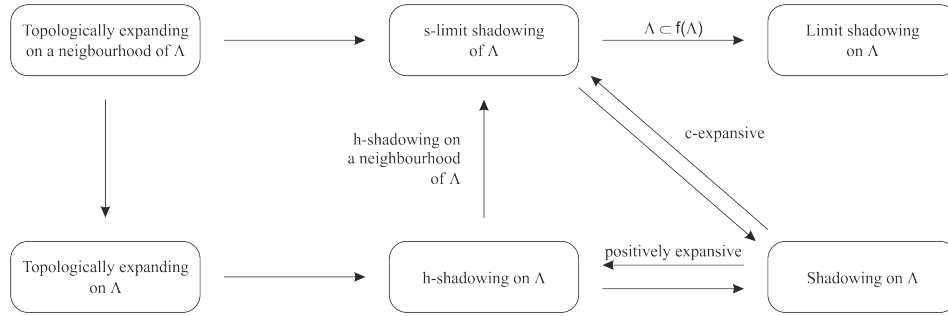 Topologically expanding
on a neigbourhood of Λ
s-limit shadowing
of Λ
Λ ⊂ f(Λ)
Limit shadowing
on Λ
h-shadowing on
a neighbourhood
of Λ
c-expansive
Topologically expanding
on Λ
h-shadowing on Λ
positively expansive
Shadowing on Λ